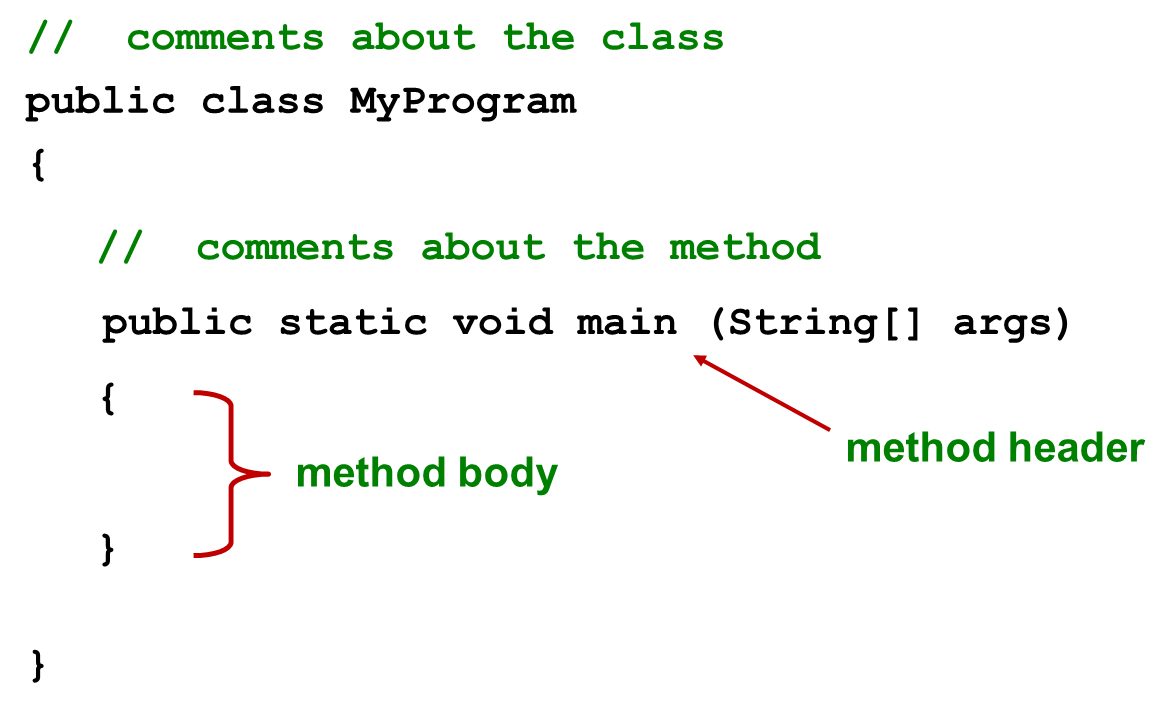 //  comments about the class
public class MyProgram
{
//  comments about the method
public static void main (String[] args)
{
method header
method body
}
}